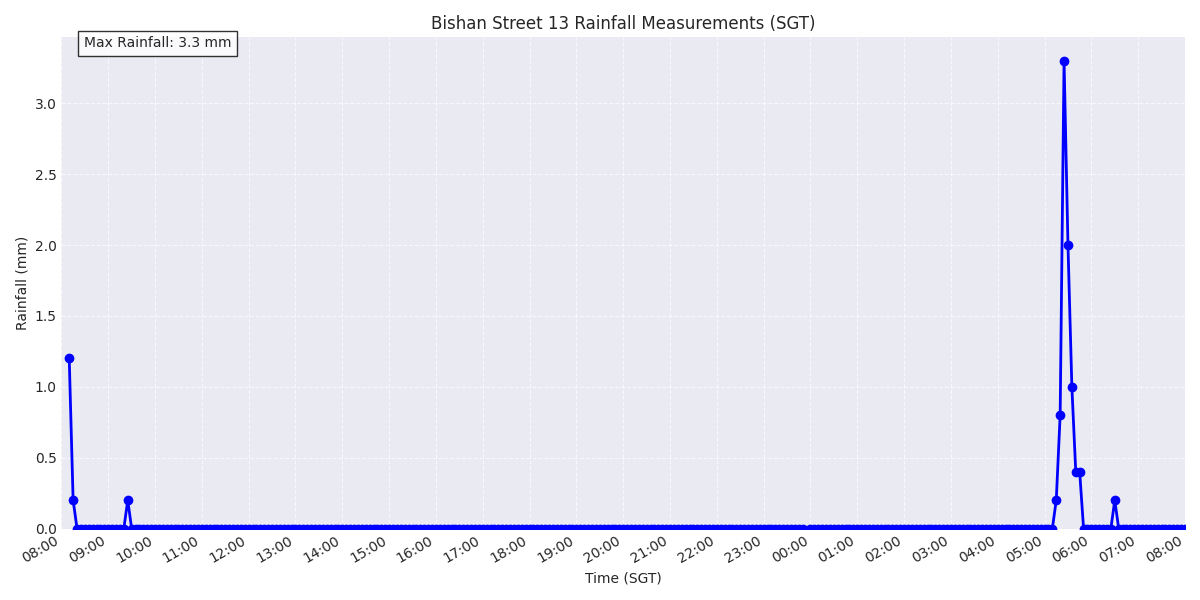 Bishan Street 13 Rainfall Measurements (SGT)
Max Rainfall: 3.3 mm
Rainfall (mm)
3.0
2.5
2.0
1.5
1.0
0.5
0.0
08:00 09:00 10:00 11:00 12:00 13:00 14:00 15:00 16:00 17:00 18:00 19:00 20:00 21:00 22:00 23:00 00:00 01:00 02:00 03:00 04:00 05:00 06:00 07:00 08:00
Time (SGT)